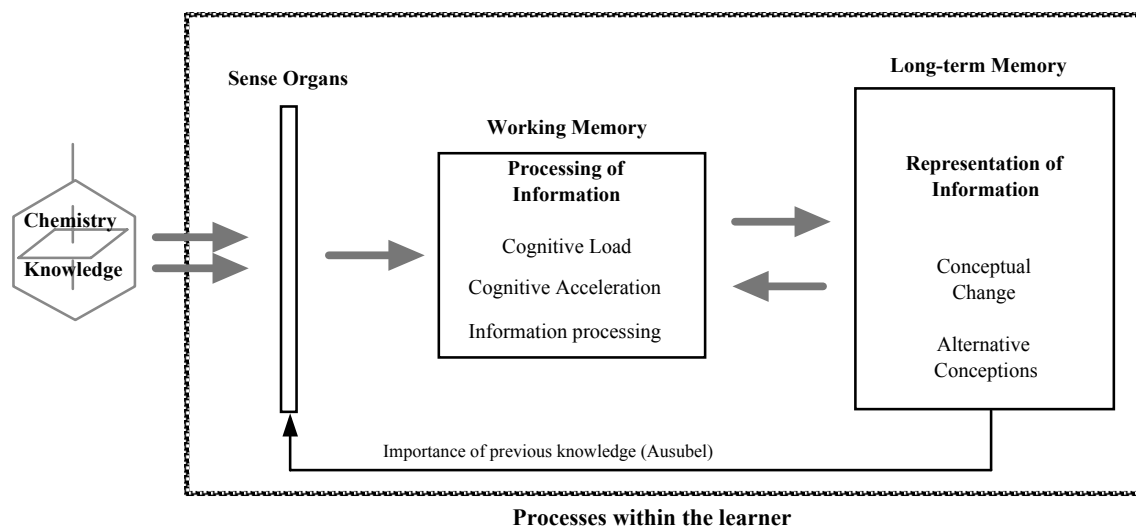 Long-term Memory
Sense Organs
Working Memory
Processing of
Information
Representation of
Information
Chemistry
Knowledge
Cognitive Load
Cognitive Acceleration
Information processing
Conceptual
Change
Alternative
Conceptions
Importance of previous knowledge (Ausubel)
Processes within the learner